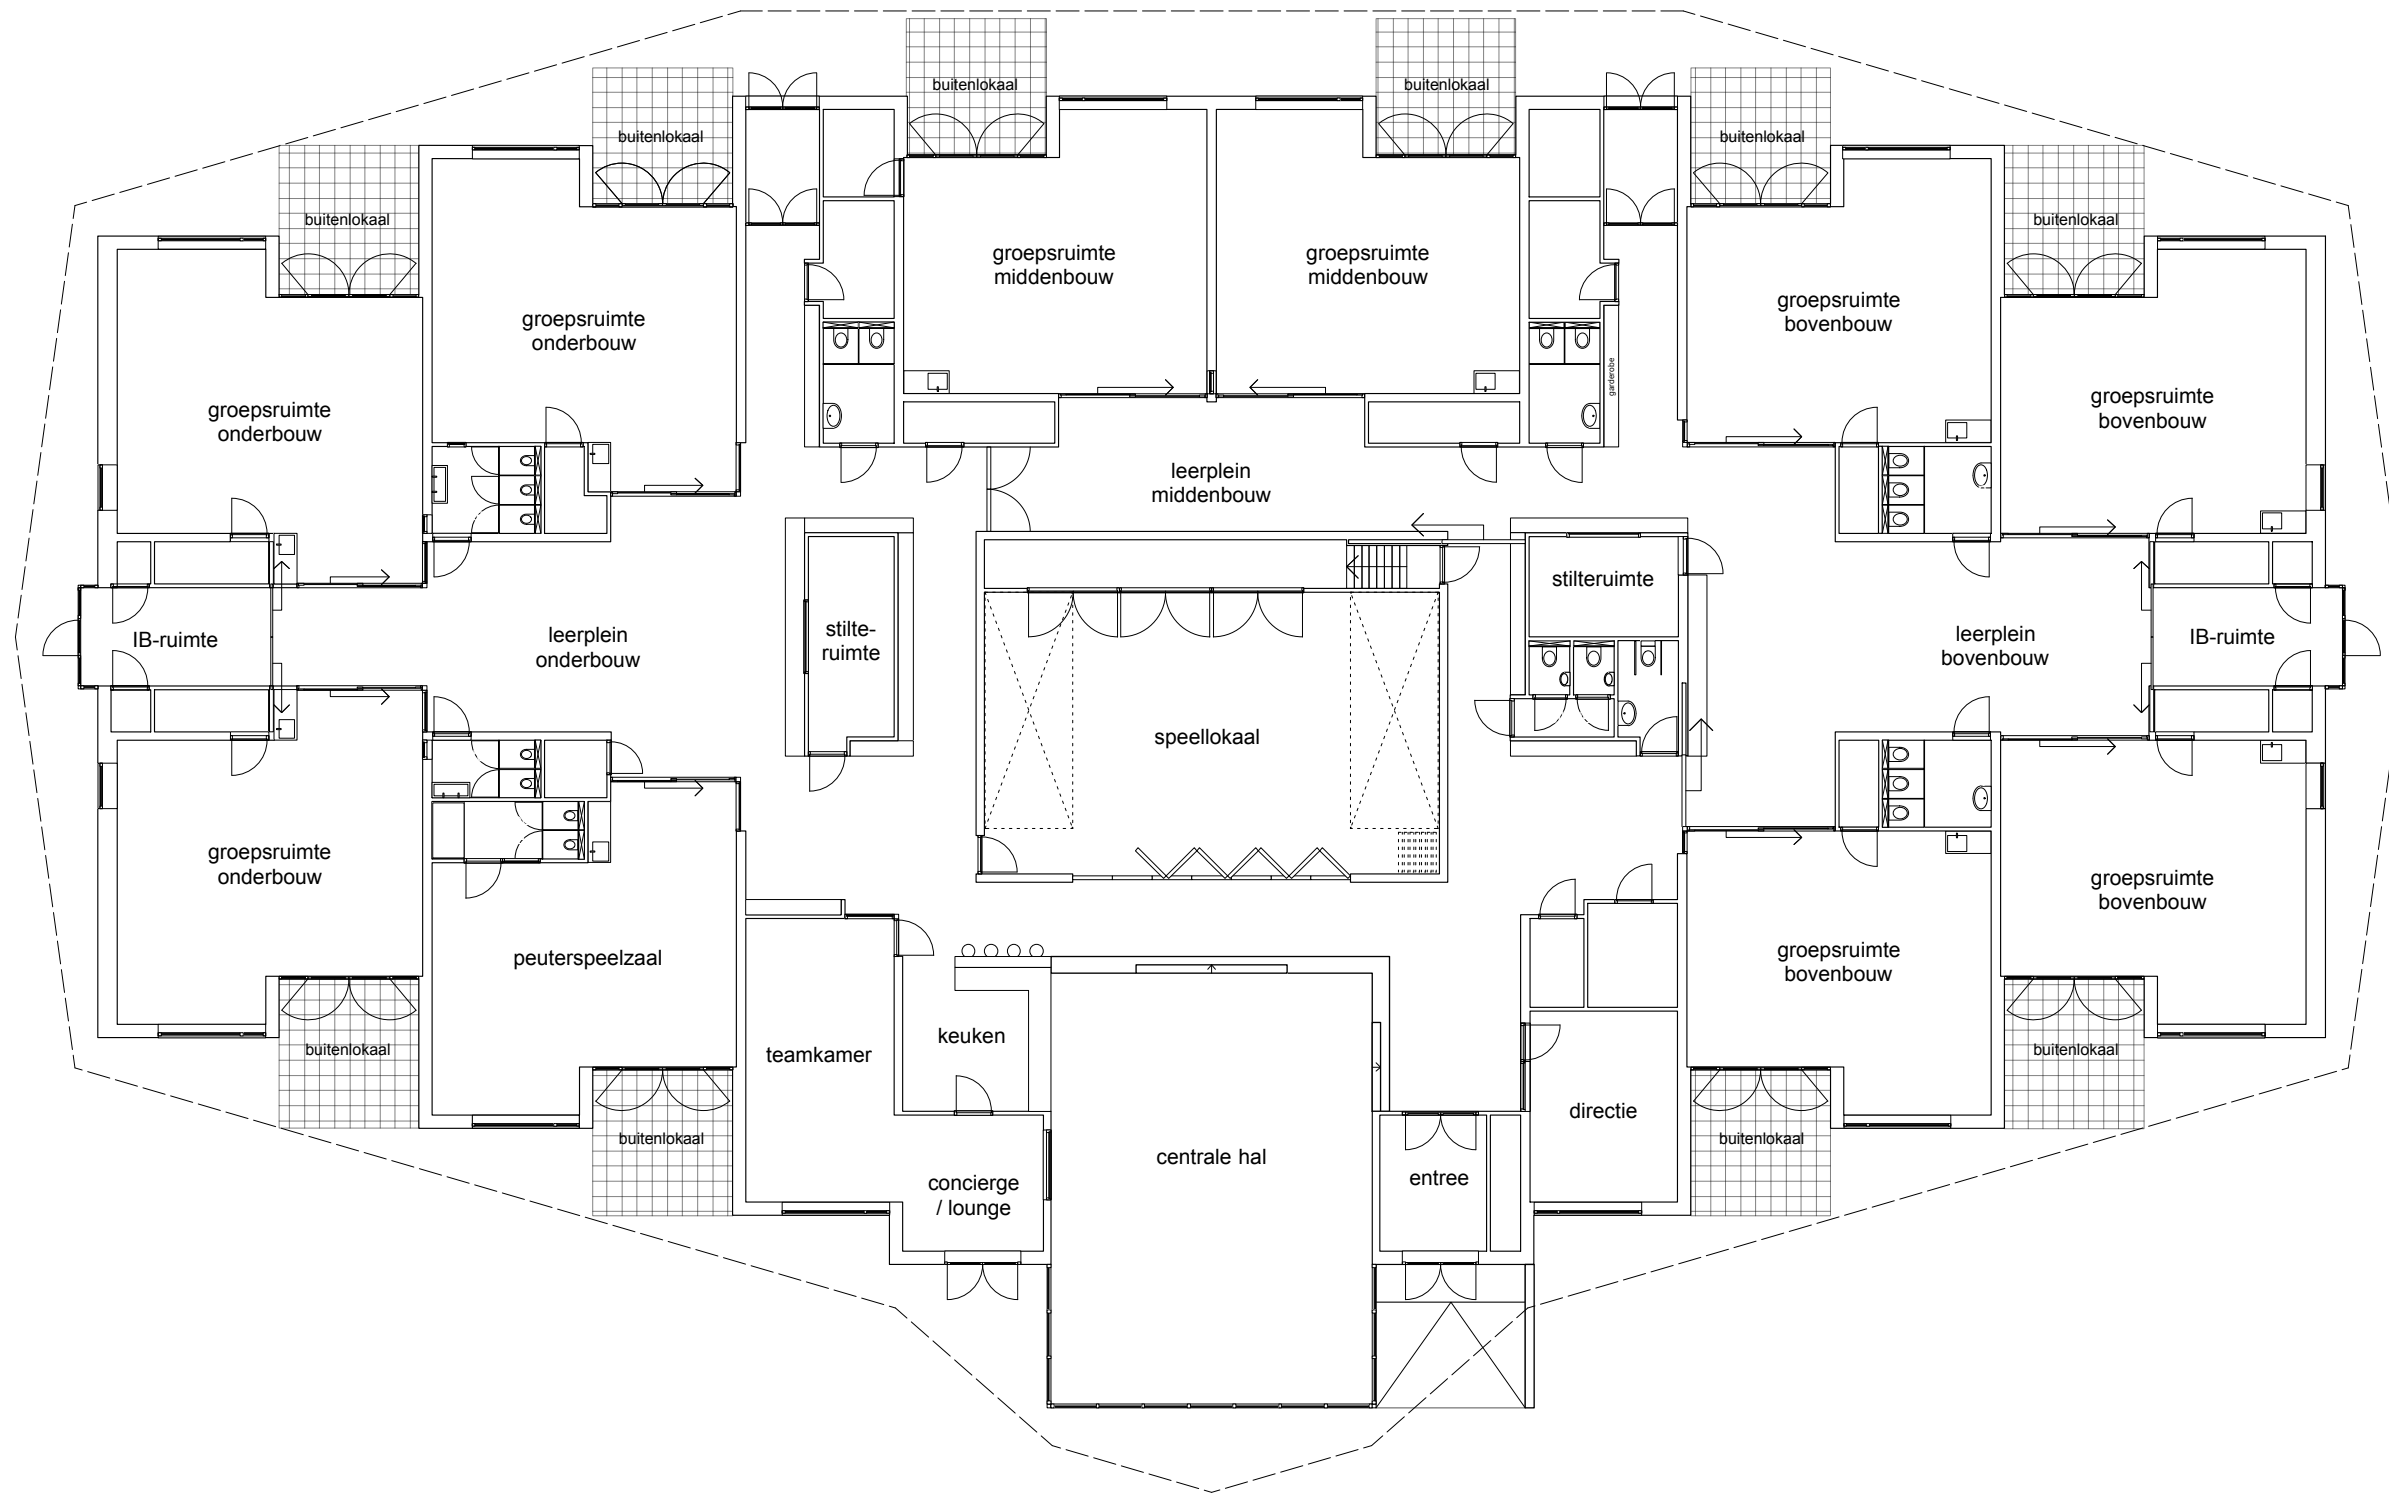 buitenlokaal
buitenlokaal
buitenlokaal
buitenlokaal
buitenlokaal
buitenlokaal
groepsruimte
onderbouw
groepsruimte
onderbouw
groepsruimte
middenbouw
groepsruimte
middenbouw
groepsruimte
bovenbouw
groepsruimte
bovenbouw
garderobe
leerplein
middenbouw
IB-ruimte
leerplein
onderbouw
stilte-
ruimte
speellokaal
stilteruimte
leerplein
bovenbouw
IB-ruimte
groepsruimte
onderbouw
peuterspeelzaal
groepsruimte
bovenbouw
groepsruimte
bovenbouw
buitenlokaal
buitenlokaal
teamkamer
keuken
concierge
/ lounge
centrale hal
entree
directie
buitenlokaal
buitenlokaal